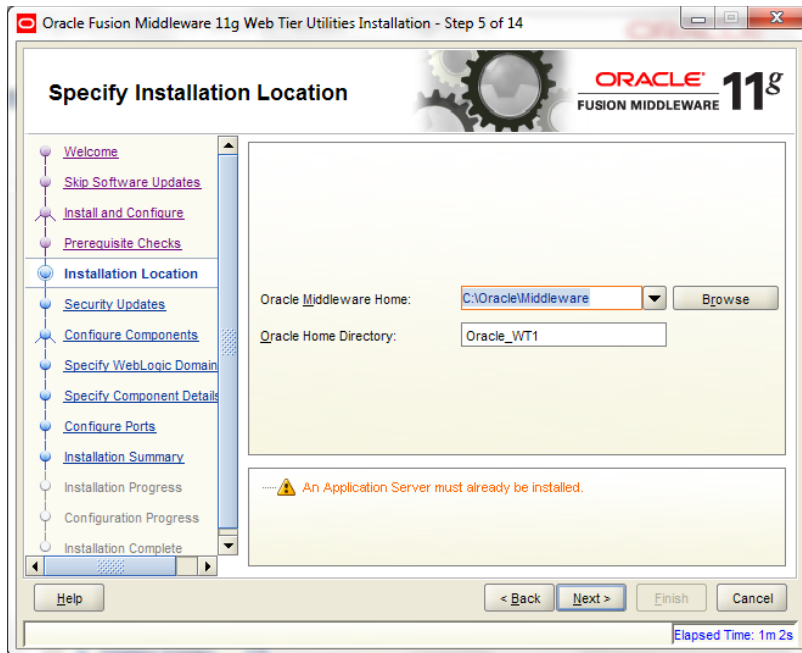 Oracle Fusion Middleware 11g Web Tier Utilities Installation - Step 5 of 14
Specify Installation Location
ORACLE
FUSION MIDDLEWARE 11g
Welcome
Skip Software Updates
Install and Configure
Prerequisite Checks
Installation Location
Security Updates
Configure Components
Specify WebLogic Domain
Specify Component Details
Configure Ports
Installation Summary
Installation Progress
Configuration Progress
Installation Complete
Oracle Middleware Home: C:\Oracle\Middleware Browse
Oracle Home Directory: Oracle_WT1
An Application Server must already be installed.
Help < Back Next > Finish Cancel
Elapsed Time: 1m 2s